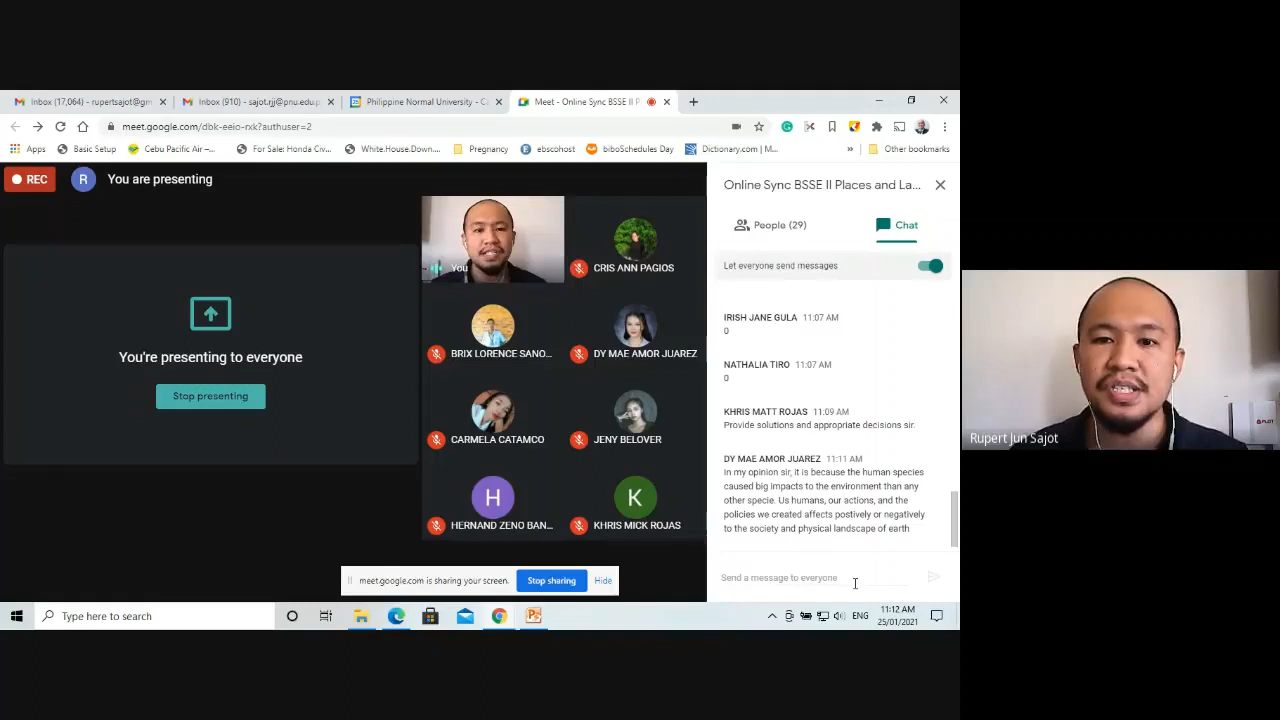 Inbox (17,064) - rupertsajot@gm
Inbox (910) - sajot.rjj@pnu.edu.p
Philippine Normal University - Ca
Meet - Online Sync BSSE II P
meet.google.com/dbk-eeio-rxk?authuser=2
Apps
Basic Setup
Cebu Pacific Air –...
For Sale: Honda Civ...
White.House.Down....
Pregnancy
ebscohost
biboSchedules Day
Dictionary.com | M...
»
Other bookmarks
REC
R
You are presenting
You're presenting to everyone
Stop presenting
You
CRIS ANN PAGIOS
BRIX LORENCE SANO...
DY MAE AMOR JUAREZ
CARMELA CATAMCO
JENY BELOVER
H
HERNAND ZENO BAN...
K
KHRIS MICK ROJAS
Online Sync BSSE II Places and La...
People (29)
Chat
Let everyone send messages
IRISH JANE GULA 11:07 AM
0
NATHALIA TIRO 11:07 AM
0
KHRIS MATT ROJAS 11:09 AM
Provide solutions and appropriate decisions sir.
DY MAE AMOR JUAREZ 11:11 AM
In my opinion sir, it is because the human species
caused big impacts to the environment than any
other specie. Us humans, our actions, and the
policies we created affects postively or negatively
to the society and physical landscape of earth
Send a message to everyone
meet.google.com is sharing your screen.
Stop sharing
Hide
Type here to search
ENG
11:12 AM
25/01/2021
Rupert Jun Sajot